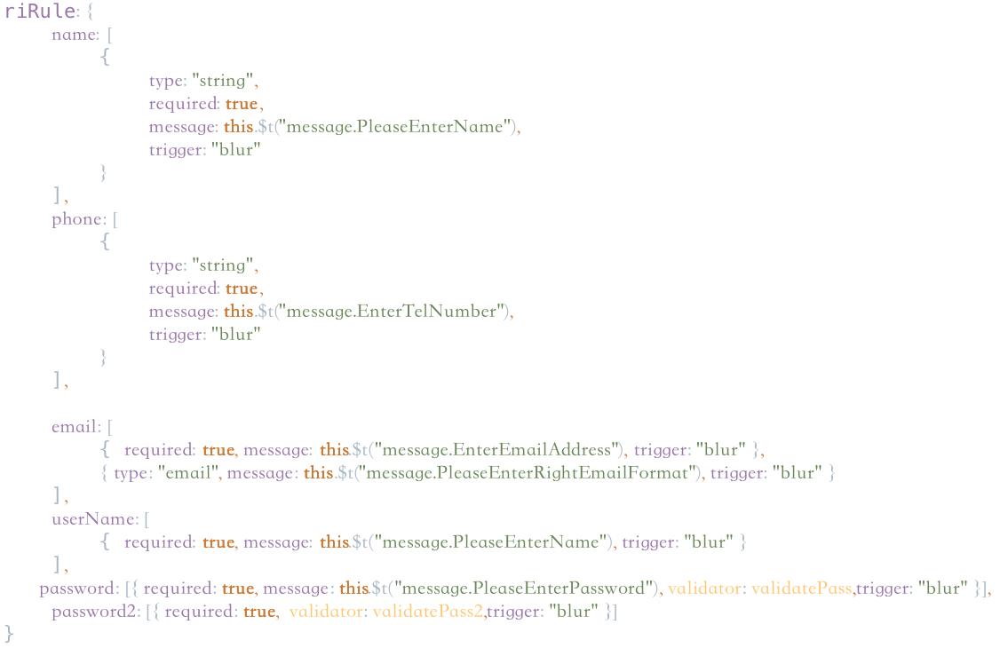 riRule: {
name: [
{
type: "string",
required: true,
message: this.$t("message.PleaseEnterName"),
trigger: "blur"
}
],
phone: [
{
type: "string",
required: true,
message: this.$t("message.EnterTelNumber"),
trigger: "blur"
}
],
email: [
{ required: true, message: this.$t("message.EnterEmailAddress"), trigger: "blur" },
{ type: "email", message: this.$t("message.PleaseEnterRightEmailFormat"), trigger: "blur" }
],
userName: [
{ required: true, message: this.$t("message.PleaseEnterName"), trigger: "blur" }
],
password: [{ required: true, message: this.$t("message.PleaseEnterPassword"), validator: validatePass,trigger: "blur" }],
password2: [{ required: true, validator: validatePass2,trigger: "blur" }]
}